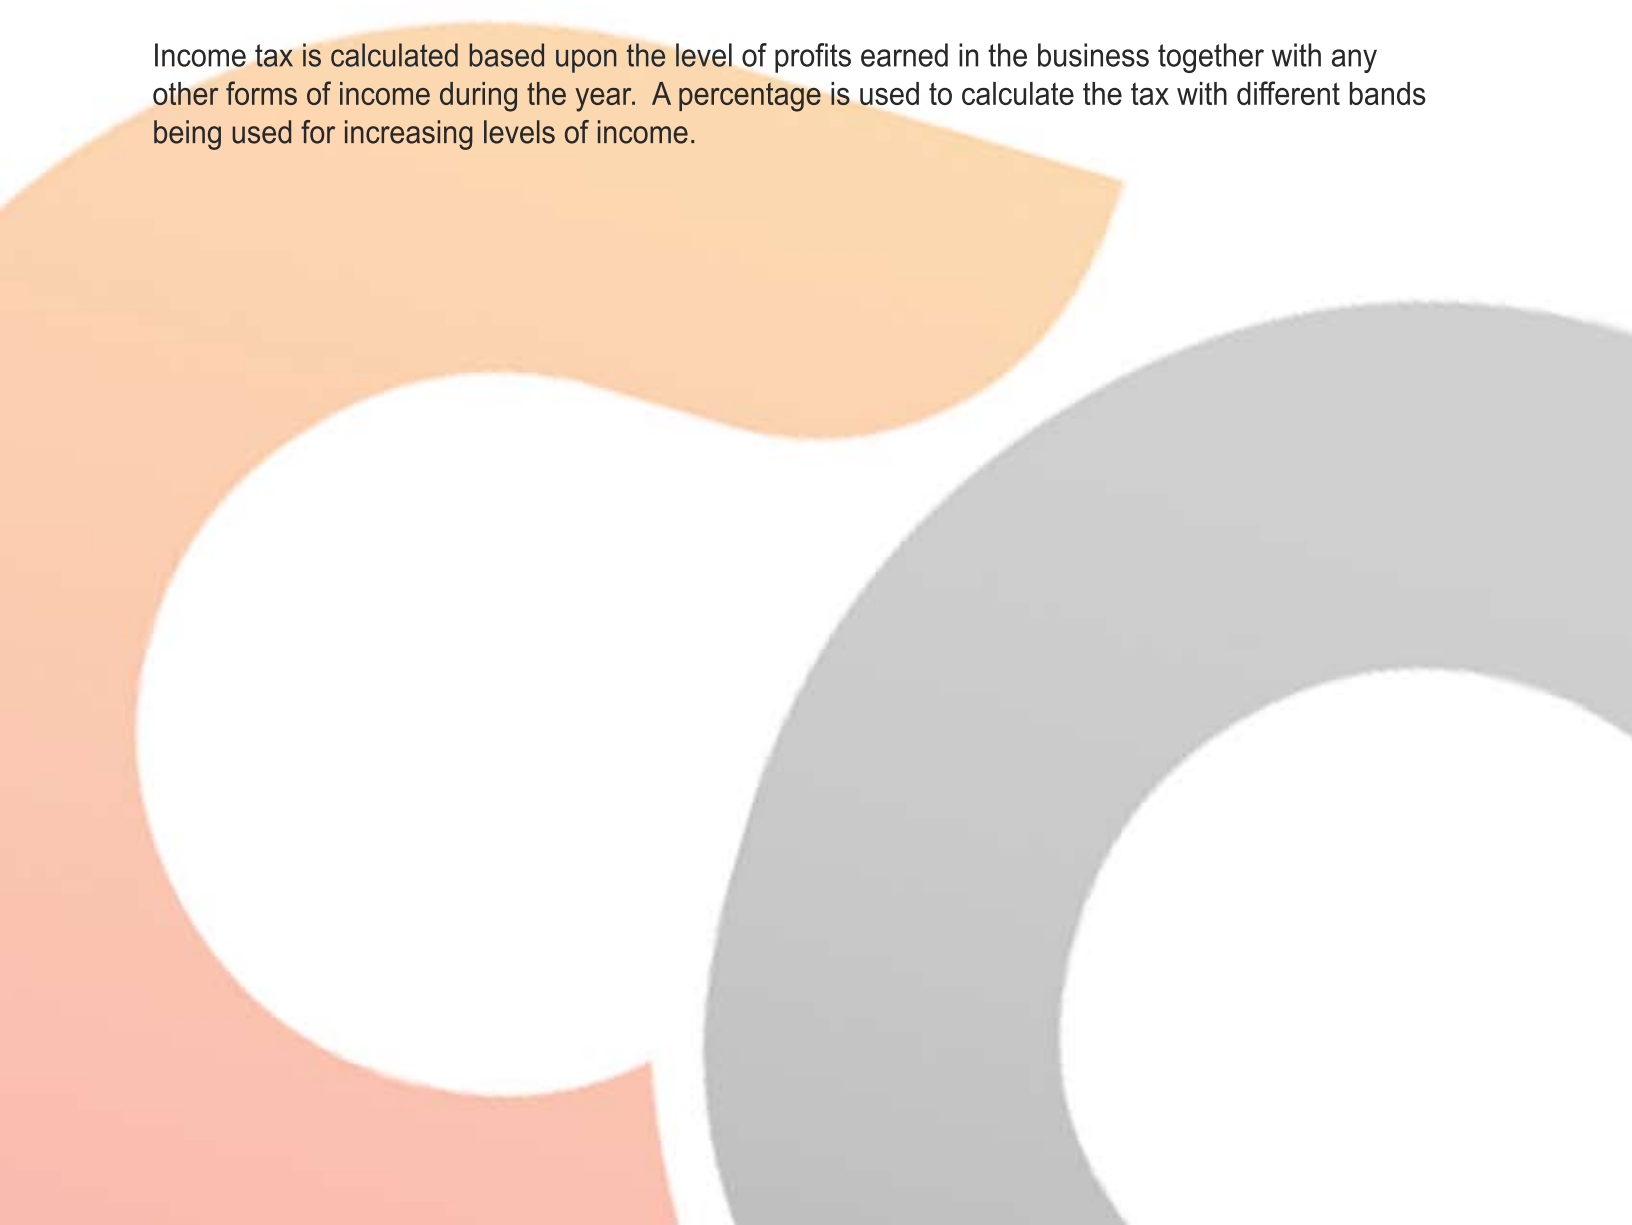 Income tax is calculated based upon the level of profits earned in the business together with any
other forms of income during the year.  A percentage is used to calculate the tax with different bands
being used for increasing levels of income.